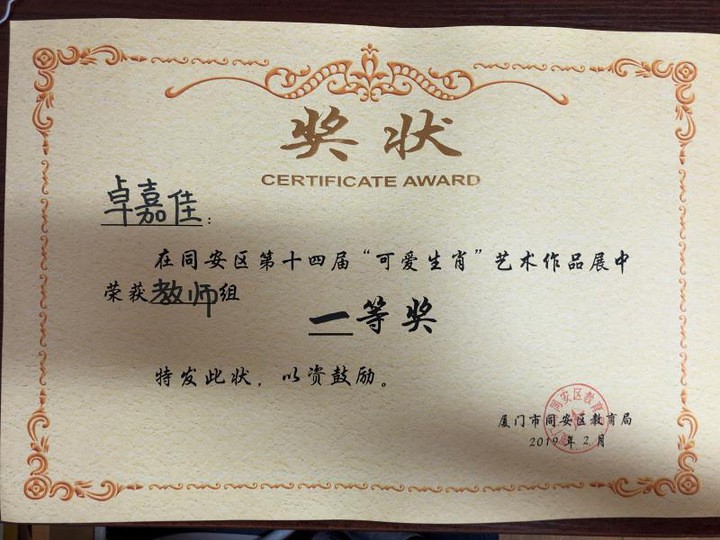 奖状
CERTIFICATE AWARD
卓嘉佳：
在同安区第十四届“可爱生肖”艺术作品展中
荣获教师组
一等奖
特发此状，以资鼓励。
厦门市同安区教育局
2019年2月